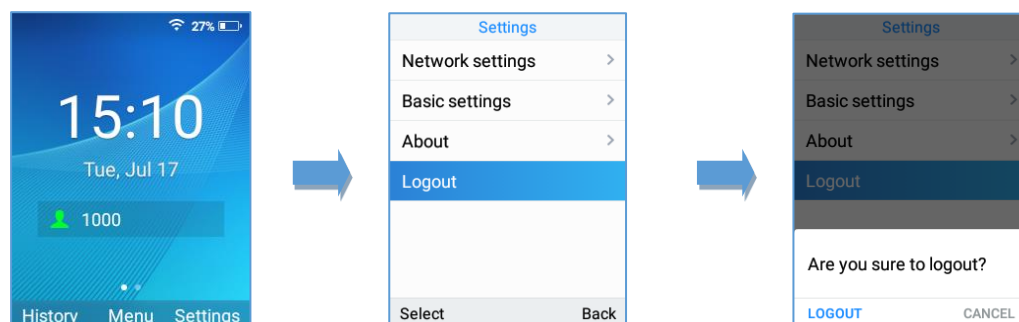 27%
15:10
Tue, Jul 17
1000
History Menu Settings
Settings
Network settings
Basic settings
About
Logout
Select Back
Settings
Network settings
Basic settings
About
Logout
Are you sure to logout?
LOGOUT CANCEL